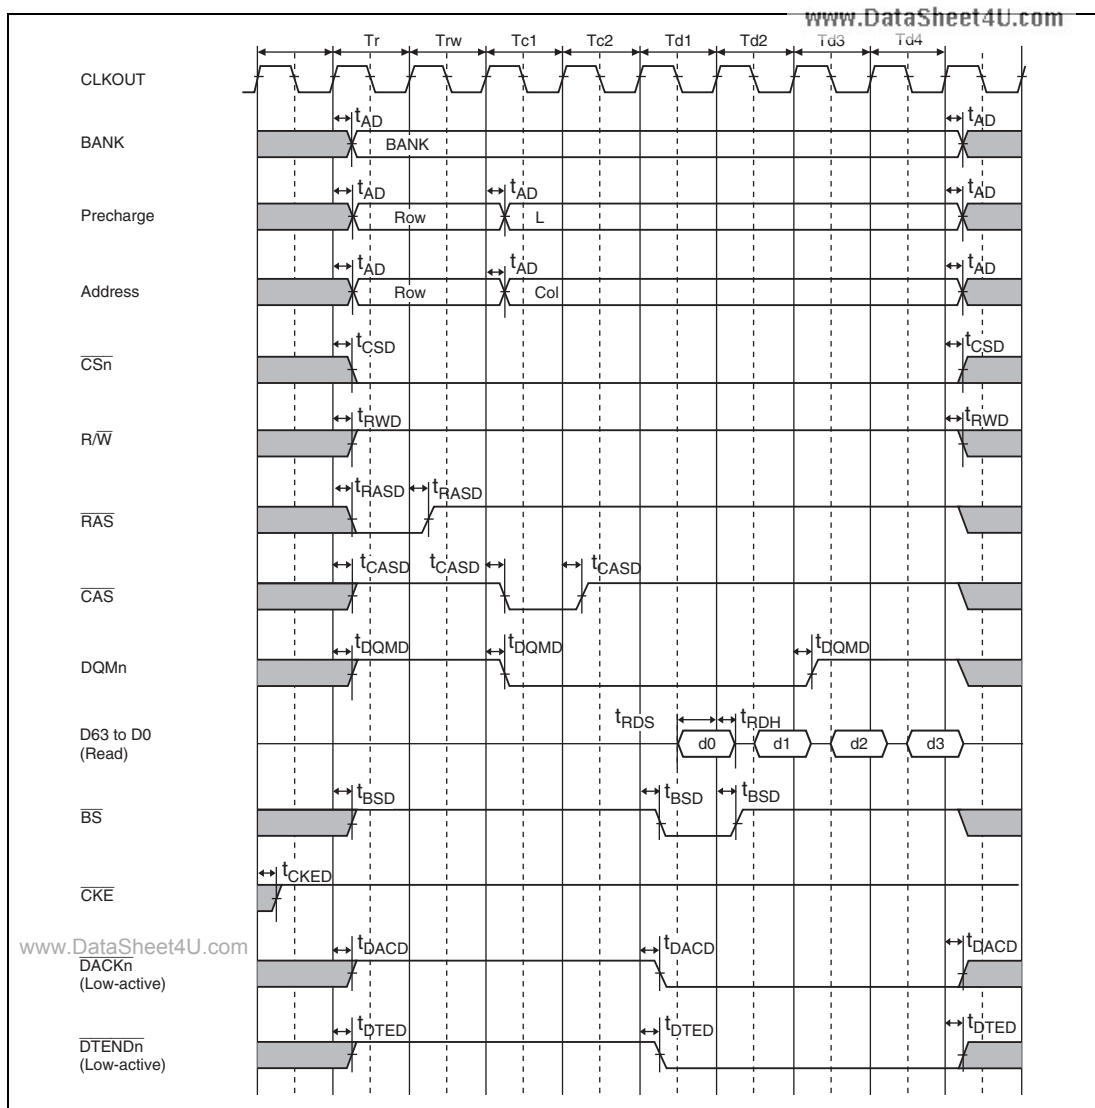 www.DataSheet4U.com
Tr Trw Tc1 Tc2 Td1 Td2 Td3 Td4
CLKOUT
tAD tAD
BANK BANK
tAD tAD tAD
Precharge Row L
tAD tAD tAD
Address Row Col
tCSD tCSD
CSn
tRWD tRWD
R/W
tRASD tRASD
RAS
tCASD tCASD tCASD
CAS
tDQMD tDQMD tDQMD
DQMn
tRDS tRDH
D63 to D0
(Read)
d0 d1 d2 d3
tBSD tBSD tBSD
BS
tCKED
CKE
www.DataSheet4U.com
tDACD tDACD tDACD
DACKn
(Low-active)
tDTED tDTED tDTED
DTENDn
(Low-active)